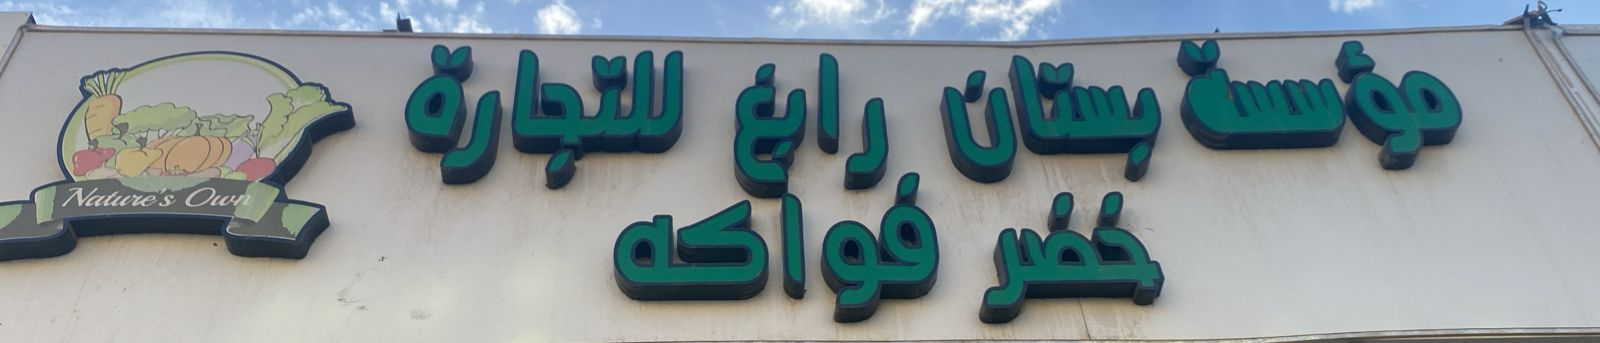 مؤسسة بستان رابغ للتجارة
خضر فواكه
Nature's Own